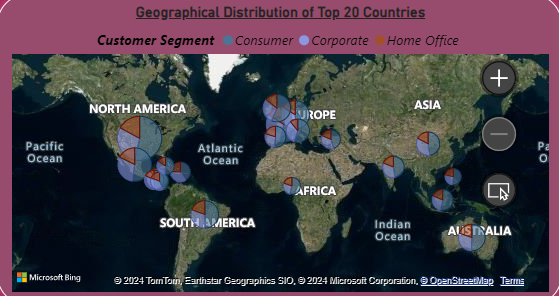 Geographical Distribution of Top 20 Countries
Customer Segment Consumer Corporate Home Office
NORTH AMERICA
EUROPE
ASIA
Pacific
Ocean
Atlantic
Ocean
Pacific
Ocean
AFRICA
SOUTH AMERICA
Indian
Ocean
AUSTRALIA
Microsoft Bing
© 2024 TomTom, Earthstar Geographics SIO, © 2024 Microsoft Corporation, © OpenStreetMap Terms